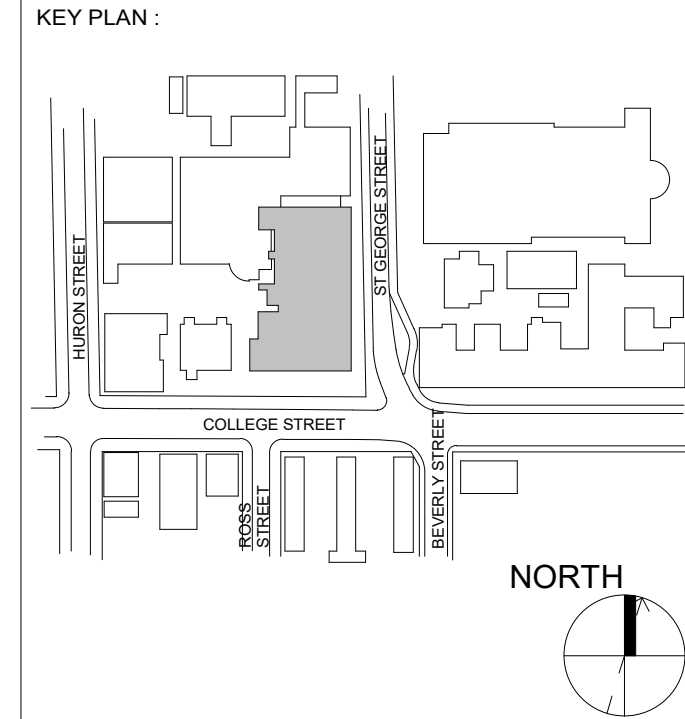 KEY PLAN :
HURON STREET
ST GEORGE STREET
COLLEGE STREET
ROSS
STREET
BEVERLY STREET
NORTH